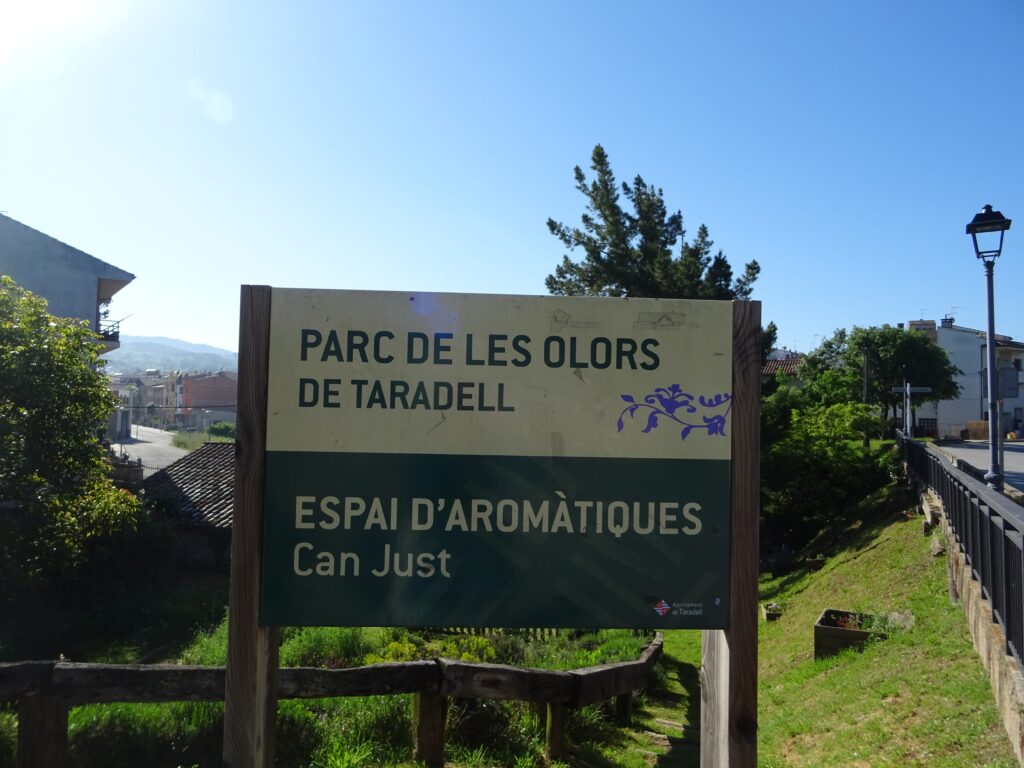 PARC DE LES OLORS
DE TARADELL
ESPAI D'AROMÀTIQUES
Can Just
Ajuntament
de Taradell